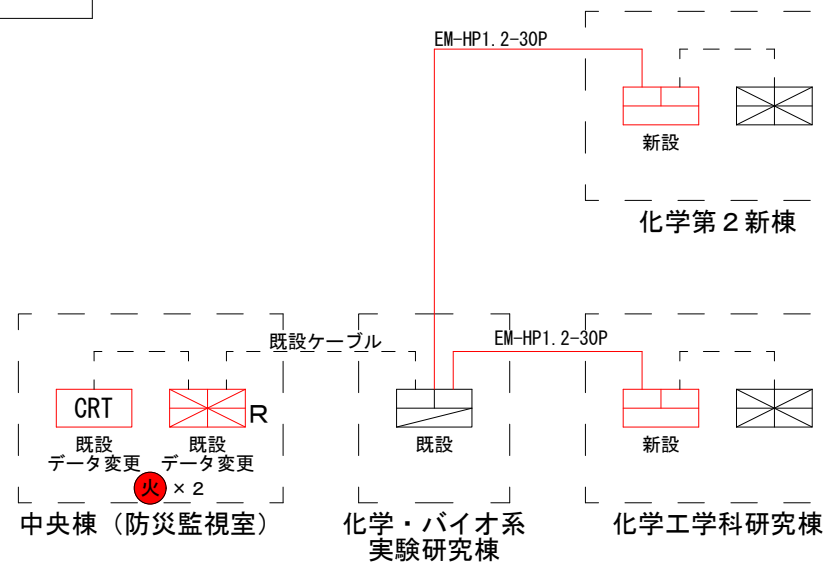 EM-HP1.2-30P
新設
化学第2新棟
既設ケーブル
EM-HP1.2-30P
CRT
R
既設
データ変更
既設
データ変更
火 ×2
既設
新設
中央棟(防災監視室)
化学・バイオ系
実験研究棟
化学工学科研究棟